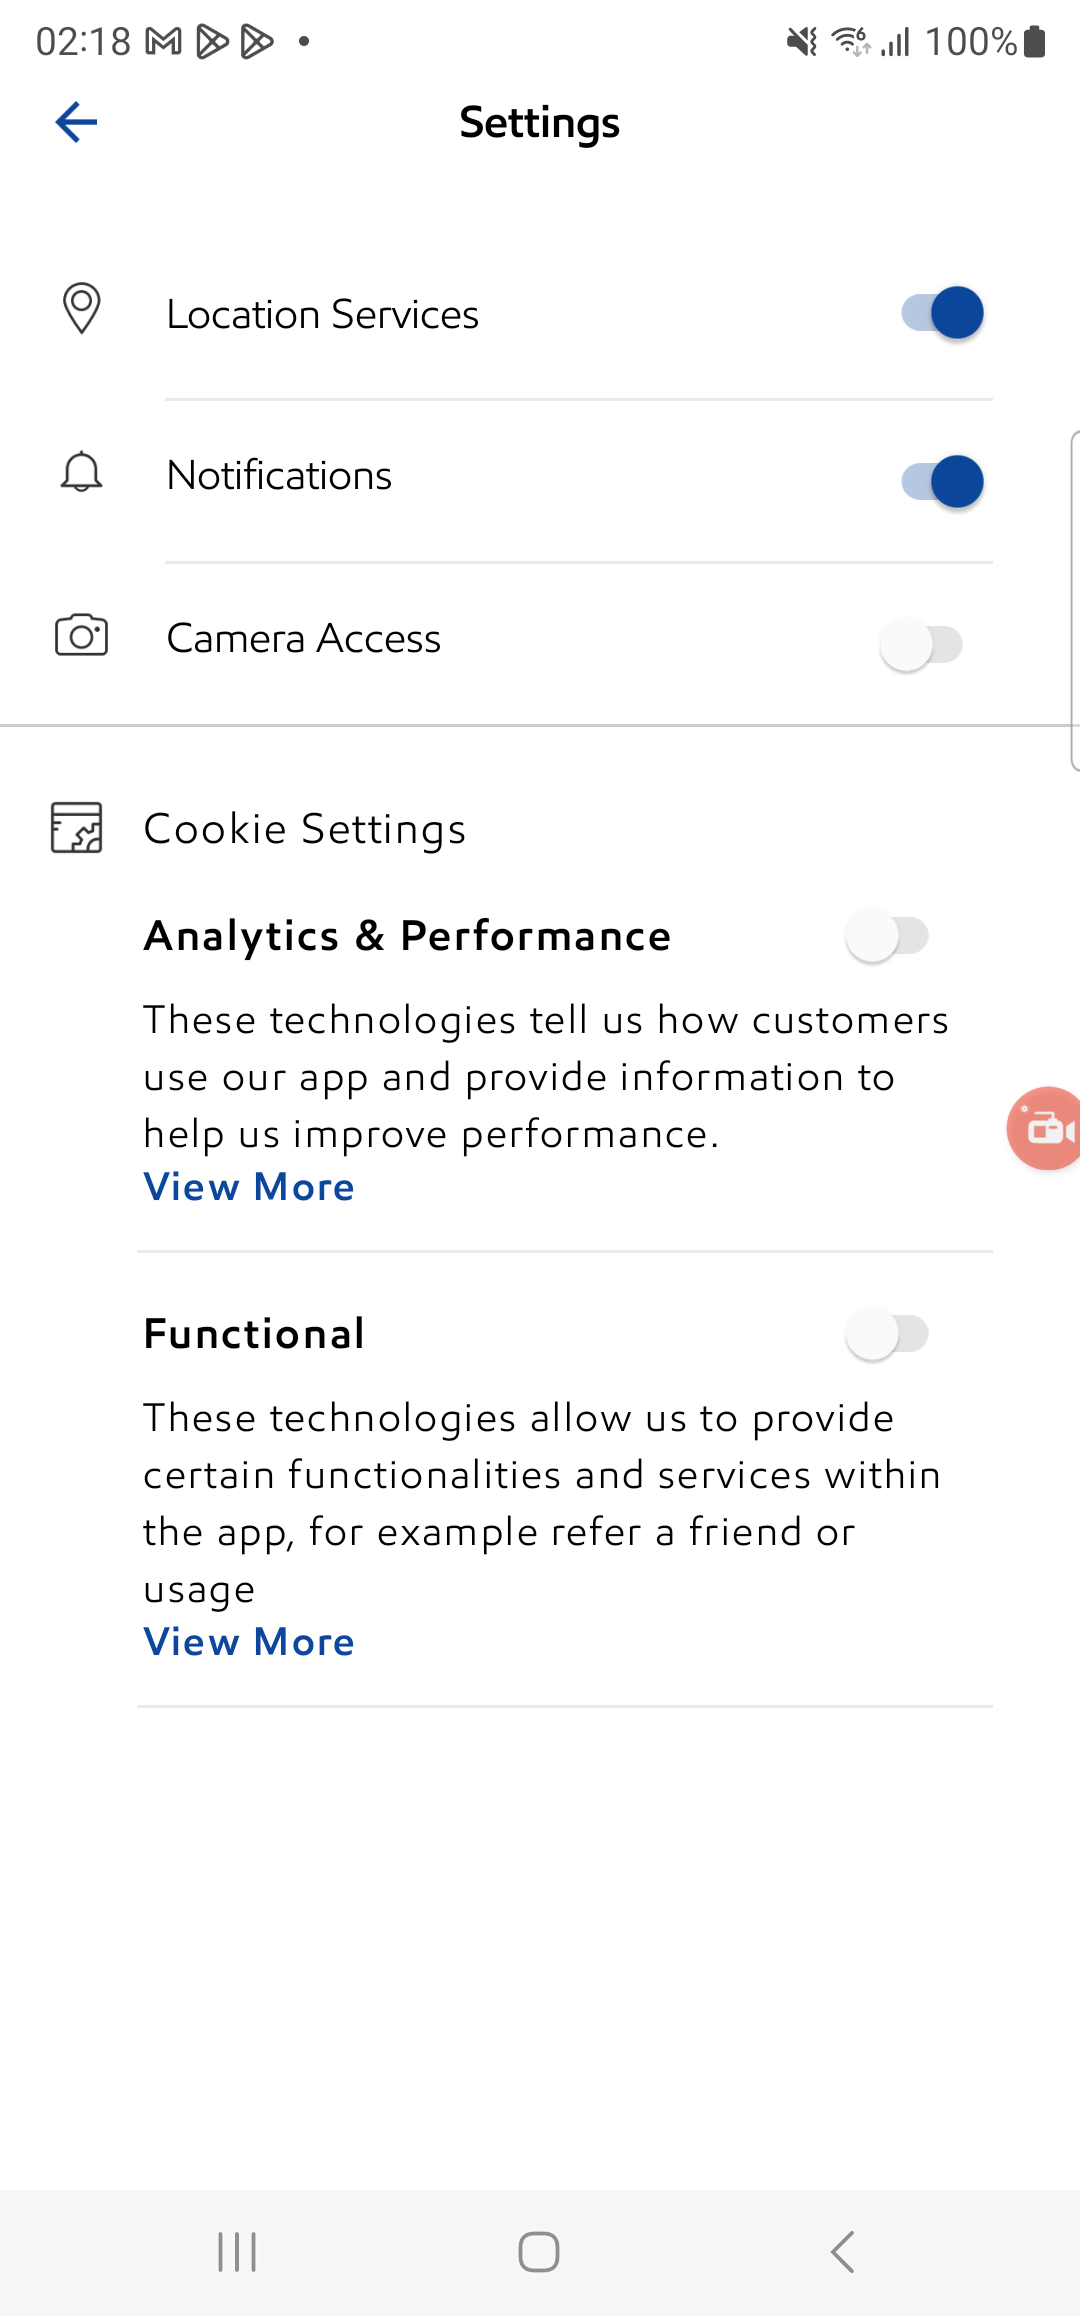 02:18
100%
Settings
Location Services
Notifications
Camera Access
Cookie Settings
Analytics & Performance
These technologies tell us how customers
use our app and provide information to
help us improve performance.
View More
Functional
These technologies allow us to provide
certain functionalities and services within
the app, for example refer a friend or
usage
View More